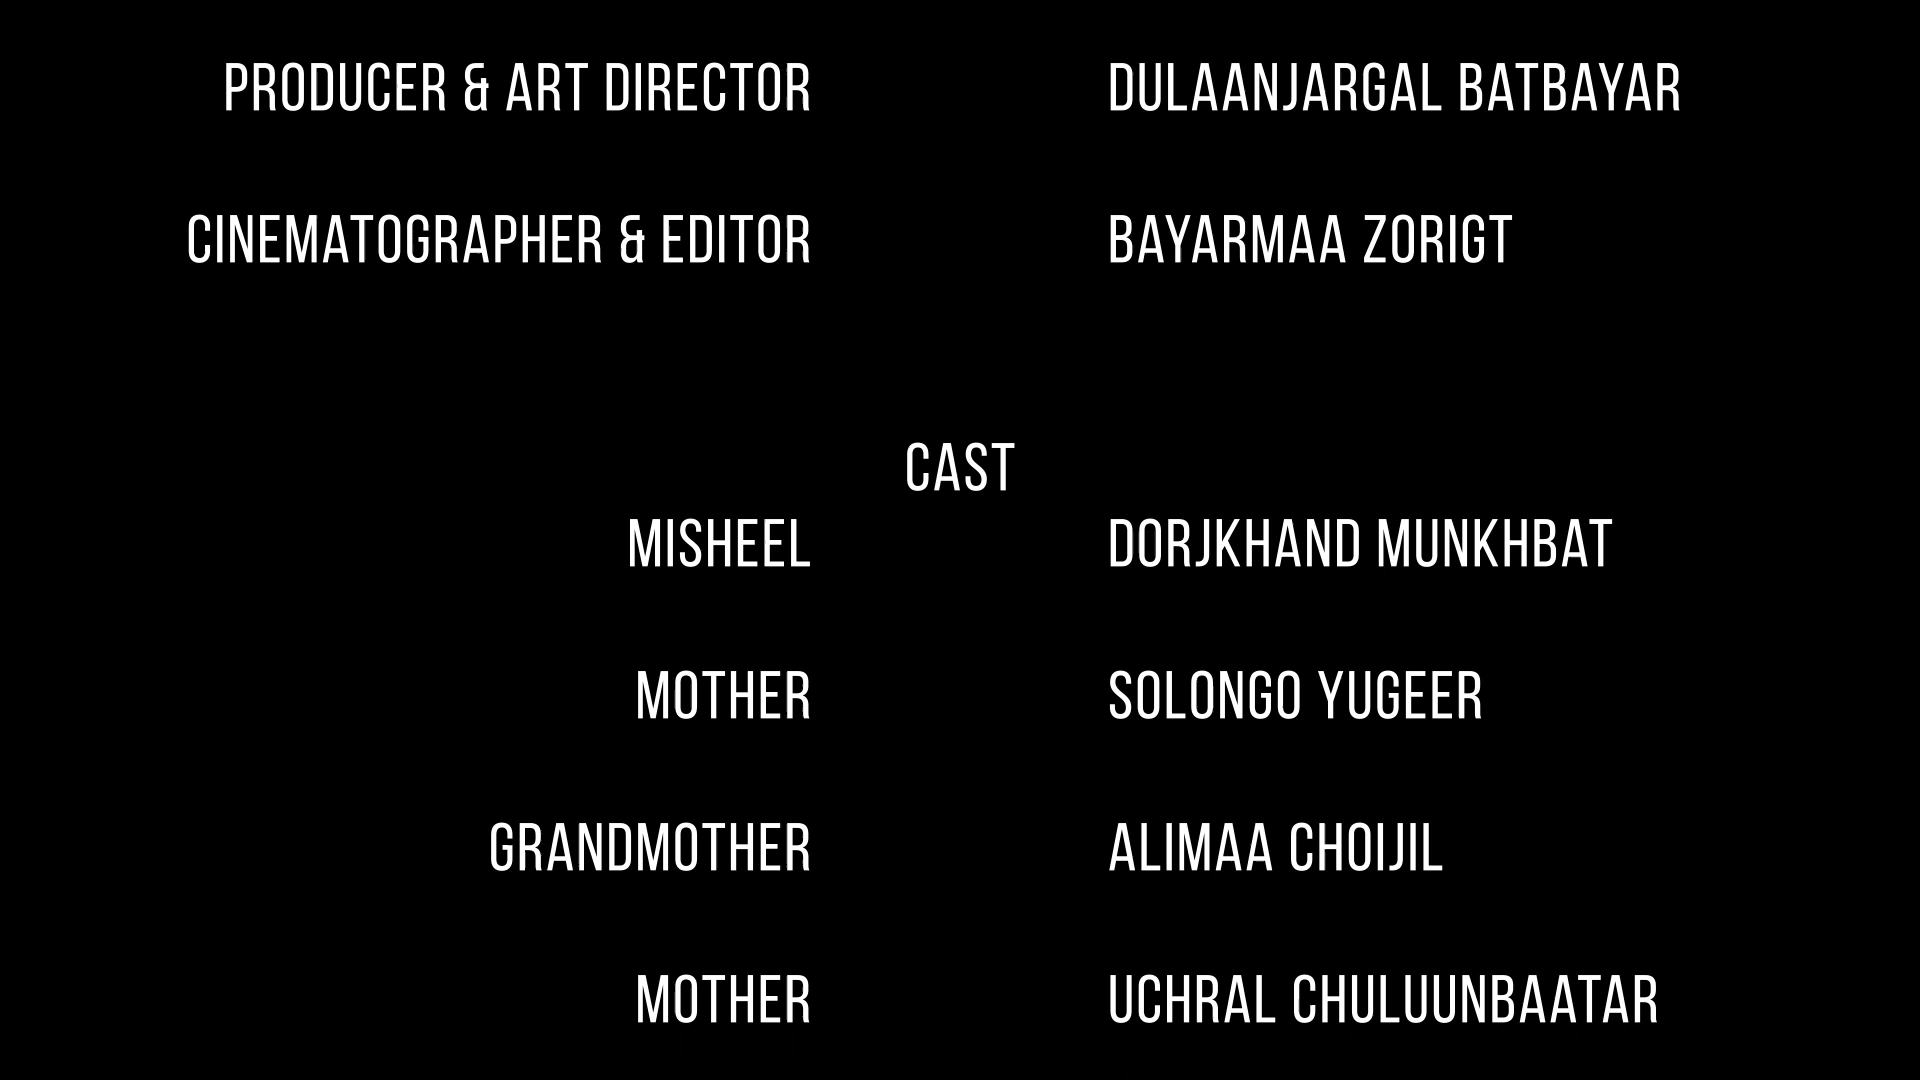 PRODUCER & ART DIRECTOR DULAANJARGAL BATBAYAR
CINEMATOGRAPHER & EDITOR BAYARMAA ZORIGT
CAST
MISHEEL DORJKHAND MUNKHBAT
MOTHER SOLONGO YUGEER
GRANDMOTHER ALIMAA CHOIJIL
MOTHER UCHRAL CHULUUNBAATAR